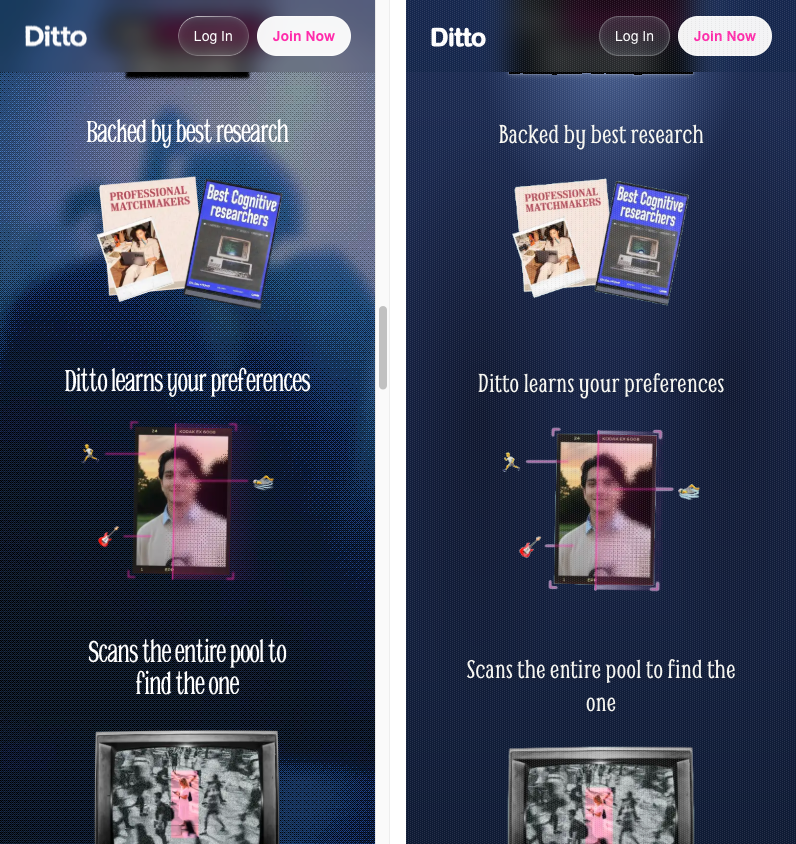 Ditto
Log In
Join Now
Backed by best research
PROFESSIONAL
MATCHMAKERS
Best Cognitive
researchers
Ditto learns your preferences
Scans the entire pool to
find the one
Ditto
Log In
Join Now
Backed by best research
PROFESSIONAL
MATCHMAKERS
Best Cognitive
researchers
Ditto learns your preferences
Scans the entire pool to find the
one